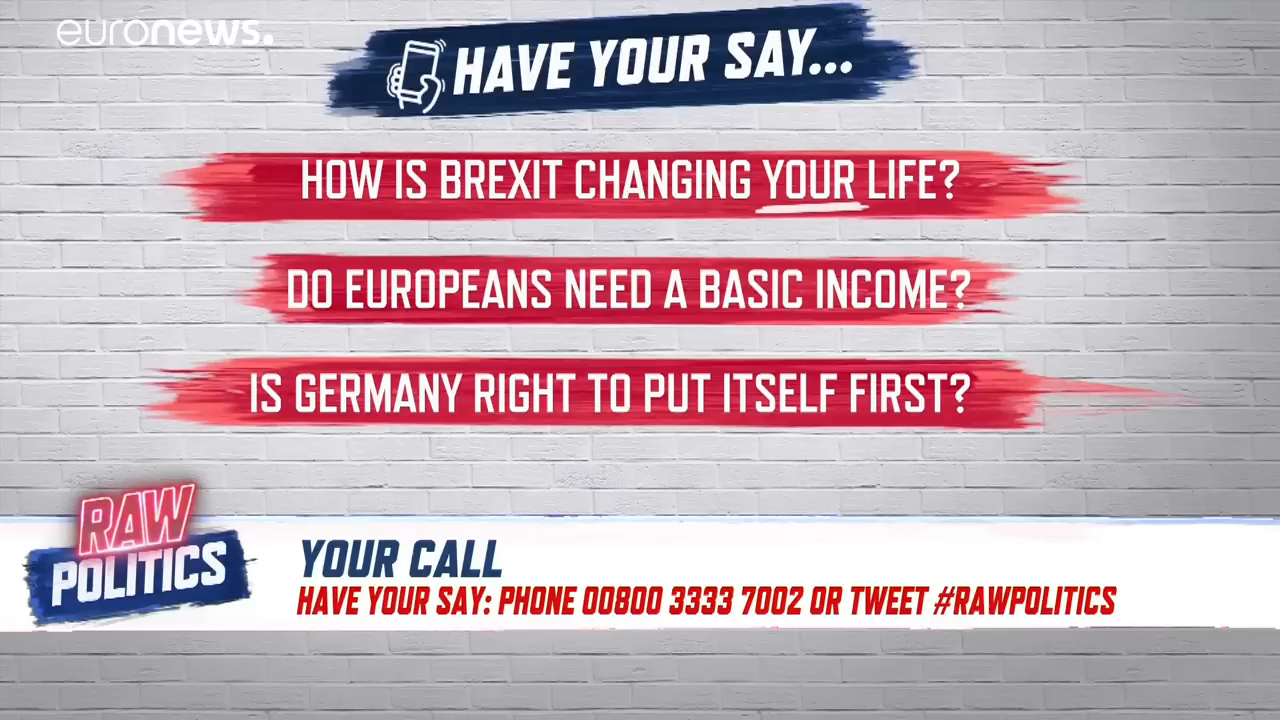 euronews.
HAVE YOUR SAY...
HOW IS BREXIT CHANGING YOUR LIFE?
DO EUROPEANS NEED A BASIC INCOME?
IS GERMANY RIGHT TO PUT ITSELF FIRST?
RAW
POLITICS
YOUR CALL
HAVE YOUR SAY: PHONE 00800 3333 7002 OR TWEET #RAWPOLITICS